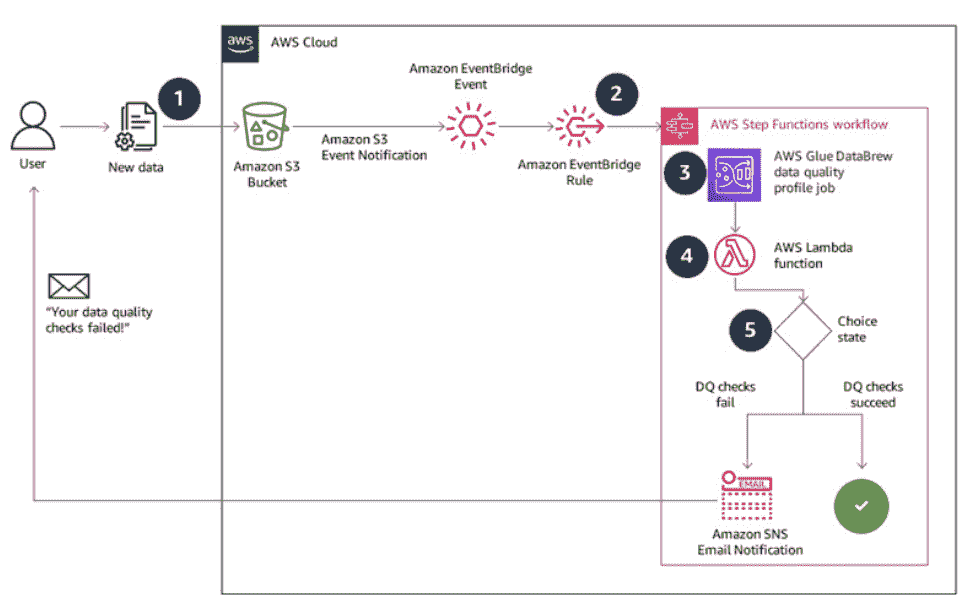 aws
AWS Cloud
Amazon EventBridge
Event
1
2
User
New data
Amazon S3
Bucket
Amazon S3
Event Notification
Amazon EventBridge
Rule
AWS Step Functions workflow
3
AWS Glue DataBrew
data quality
profile job
4
AWS Lambda
function
"Your data quality
checks failed!"
5
Choice
state
DQ checks
fail
DQ checks
succeed
EMAIL
Amazon SNS
Email Notification